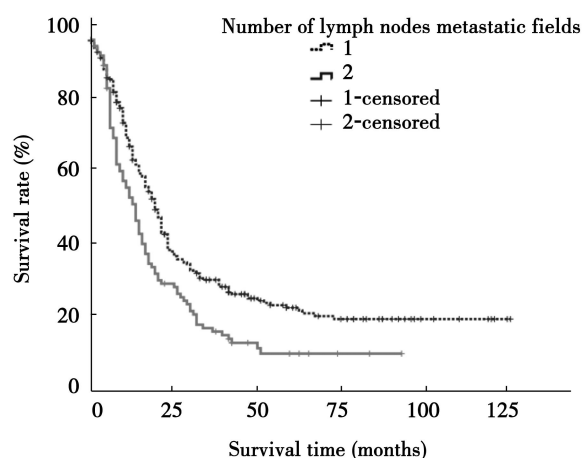 100
80
60
40
20
0
Survival rate (%)
Number of lymph nodes metastatic fields
1
2
1-censored
2-censored
0 25 50 75 100 125
Survival time (months)